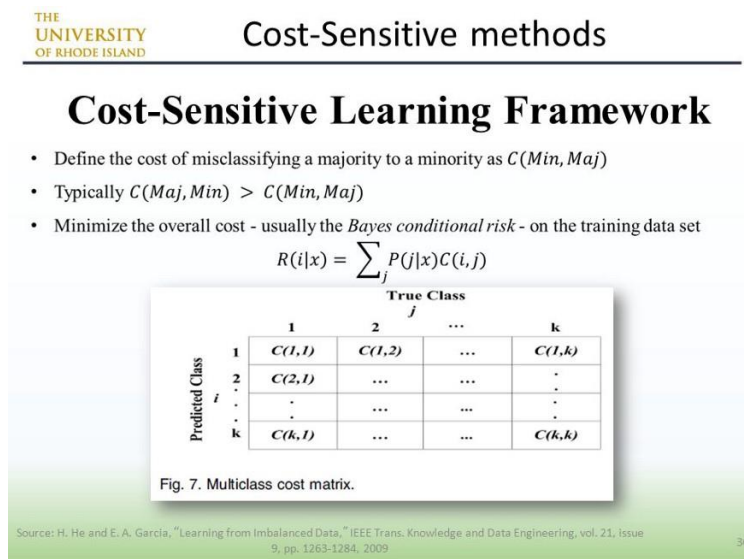 THE
UNIVERSITY
OF RHODE ISLAND
Cost-Sensitive methods
Cost-Sensitive Learning Framework
• Define the cost of misclassifying a majority to a minority as C(Min, Maj)
• Typically C(Maj, Min) > C(Min, Maj)
• Minimize the overall cost - usually the Bayes conditional risk - on the training data set
R(i|x) = ∑j P(j|x)C(i,j)
True Class
j
1 2 ... k
Predicted Class
i
1 C(1,1) C(1,2) ... C(1,k)
2 C(2,1) ... ... .
. . ... ... .
k C(k,1) ... ... C(k,k)
Fig. 7. Multiclass cost matrix.
Source: H. He and E. A. Garcia, "Learning from Imbalanced Data," IEEE Trans. Knowledge and Data Engineering, vol. 21, issue
9, pp. 1263-1284, 2009